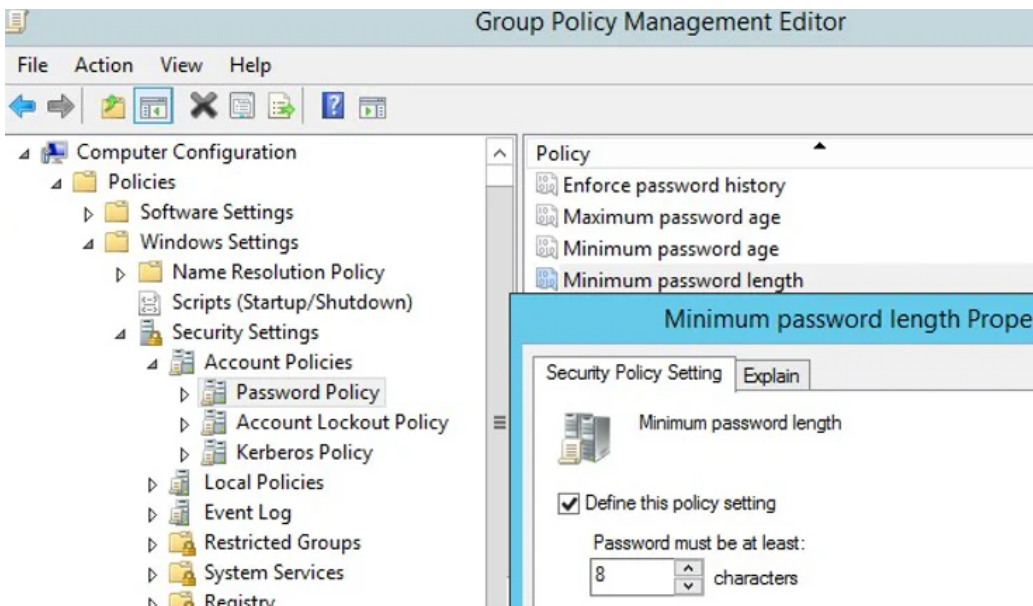 Group Policy Management Editor
File Action View Help
Computer Configuration
Policies
Software Settings
Windows Settings
Name Resolution Policy
Scripts (Startup/Shutdown)
Security Settings
Account Policies
Password Policy
Account Lockout Policy
Kerberos Policy
Local Policies
Event Log
Restricted Groups
System Services
Registry
Policy
Enforce password history
Maximum password age
Minimum password age
Minimum password length
Minimum password length Prope
Security Policy Setting Explain
Minimum password length
Define this policy setting
Password must be at least:
8 characters